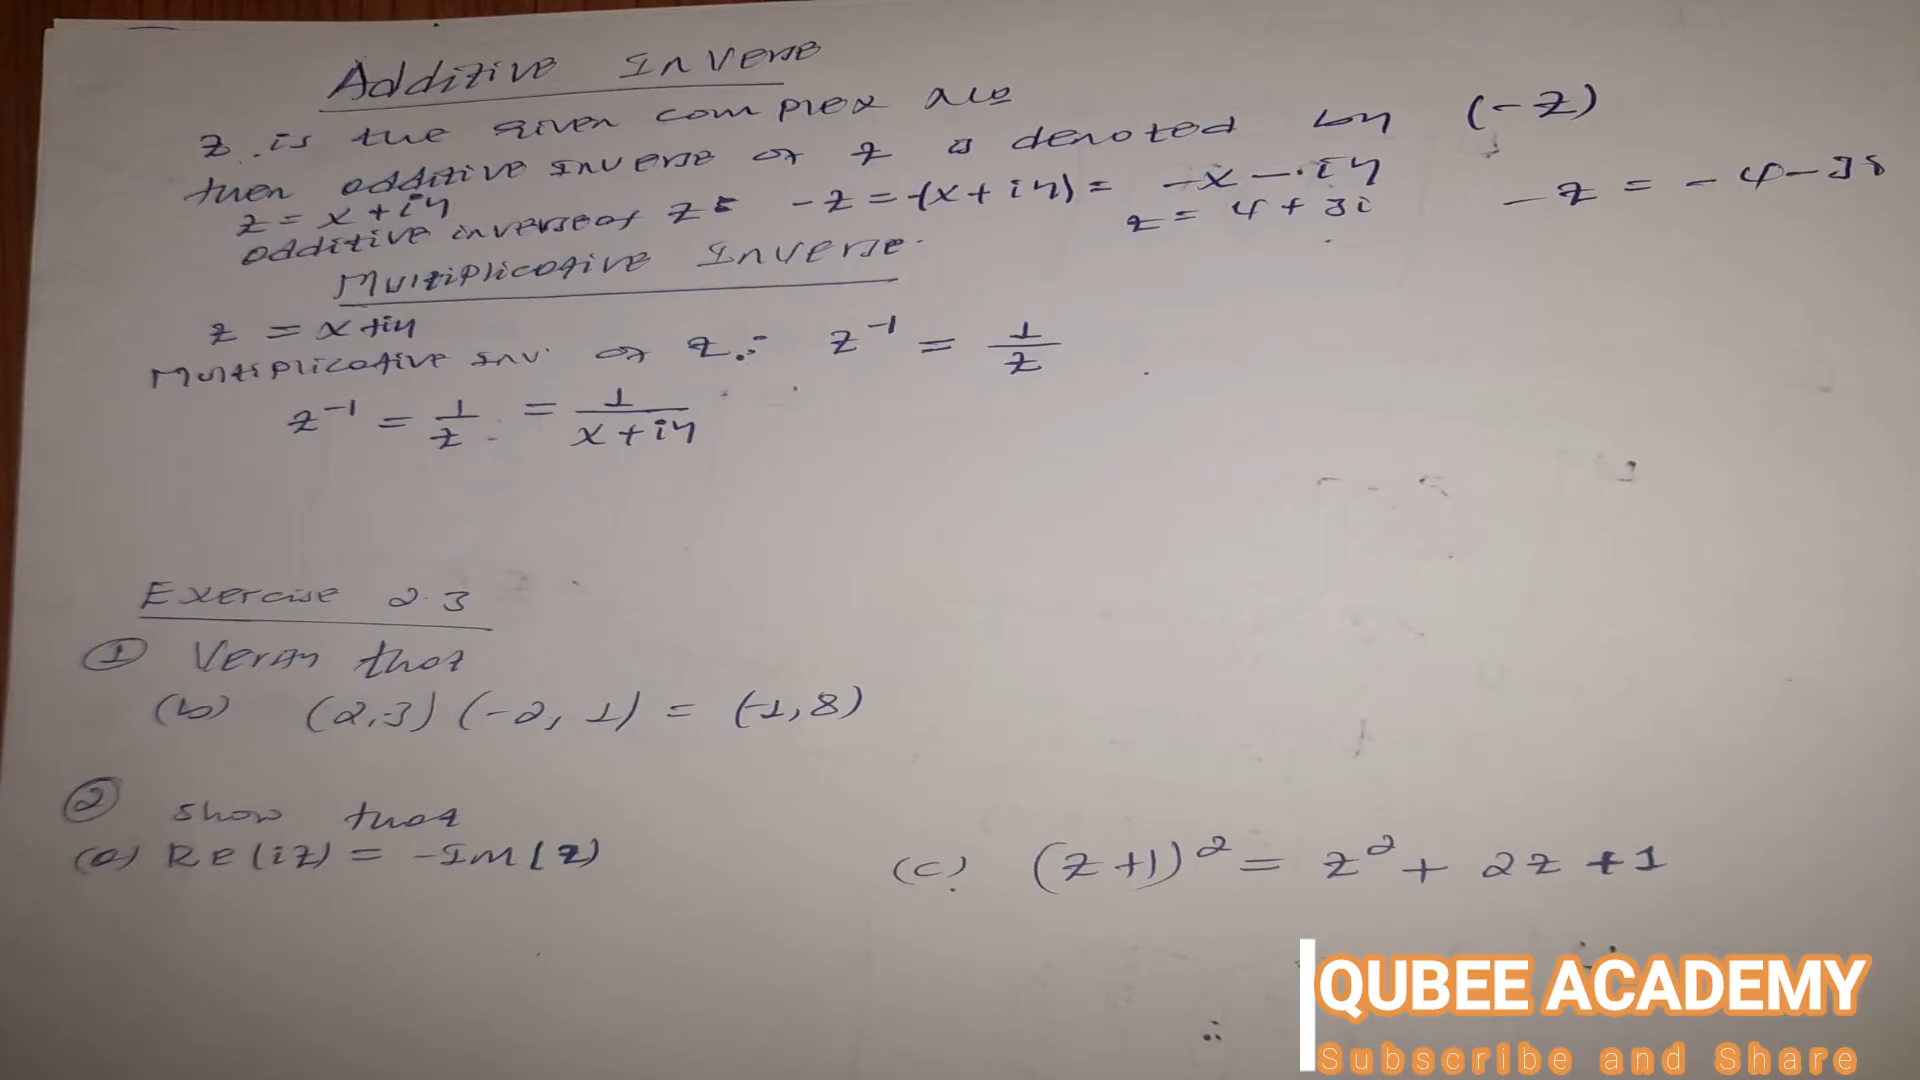 Additive Inverse
z is the given complex no
then additive inverse of z is denoted by (-z)
z = x + iy
additive inverse of z = -z = -(x + iy) = -x - iy
z = 4 + 3i
-z = -4 - 3i
Multiplicative Inverse.
z = x + iy
Multiplicative inv. of z : z⁻¹ = 1/z
z⁻¹ = 1/z = 1/(x + iy)
Exercise 2.3
① Verify that
(b) (2,3) (-2, 1) = (-1,8)
② show that
(a) Re(iz) = -Im(z)
(c) (z+1)² = z² + 2z + 1
QUBEE ACADEMY
Subscribe and Share